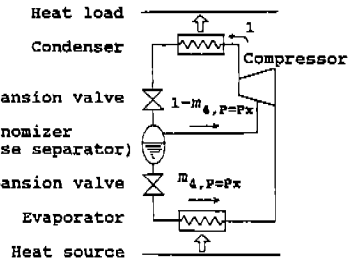 Heat load
1
Condenser
Compressor
ansion valve
1-m4,P=Px
nomizer
se separator)
ansion valve
m4,P=Px
Evaporator
Heat source